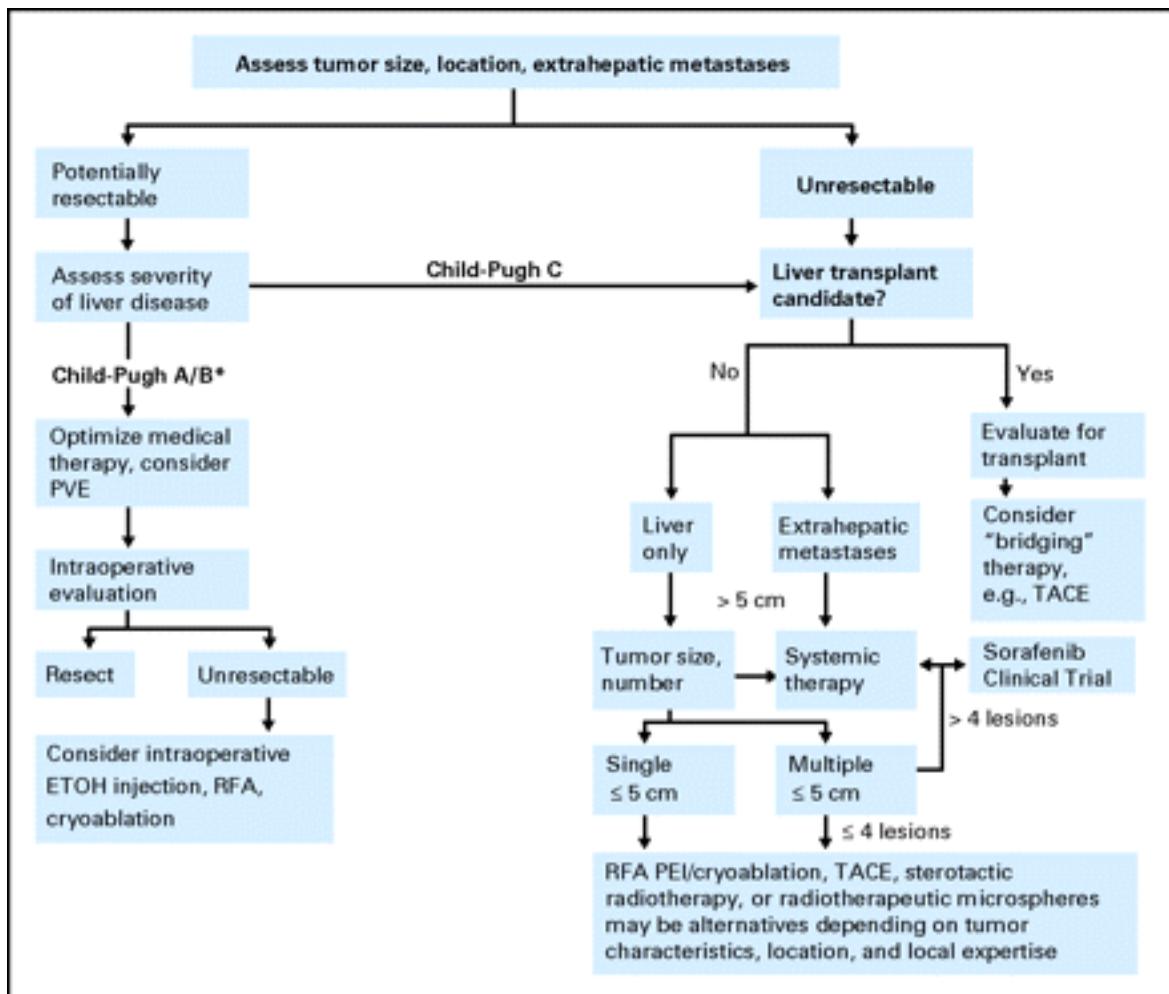 Assess tumor size, location, extrahepatic metastases
Potentially
resectable
Unresectable
Assess severity
of liver disease
Child-Pugh C
Liver transplant
candidate?
Child-Pugh A/B*
No
Yes
Optimize medical
therapy, consider
PVE
Evaluate for
transplant
Liver
only
Extrahepatic
metastases
Consider
"bridging"
therapy,
e.g., TACE
Intraoperative
evaluation
> 5 cm
Resect
Unresectable
Tumor size,
number
Systemic
therapy
Sorafenib
Clinical Trial
> 4 lesions
Consider intraoperative
ETOH injection, RFA,
cryoablation
Single
≤ 5 cm
Multiple
≤ 5 cm
≤ 4 lesions
RFA PEI/cryoablation, TACE, sterotactic
radiotherapy, or radiotherapeutic microspheres
may be alternatives depending on tumor
characteristics, location, and local expertise